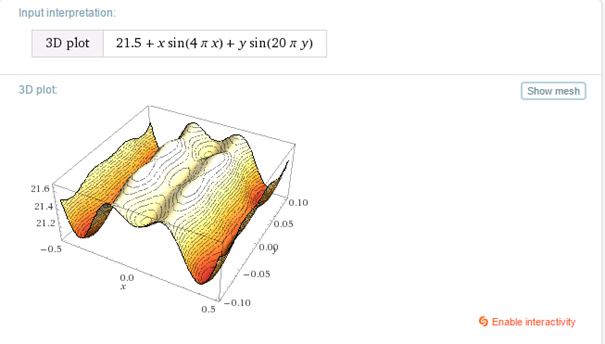 Input interpretation:
3D plot 21.5 + x sin(4 π x) + y sin(20 π y)
3D plot:
Show mesh
21.6
21.4
21.2
-0.5
0.0
x
0.5
0.10
0.05
0.00
y
-0.05
-0.10
Enable interactivity